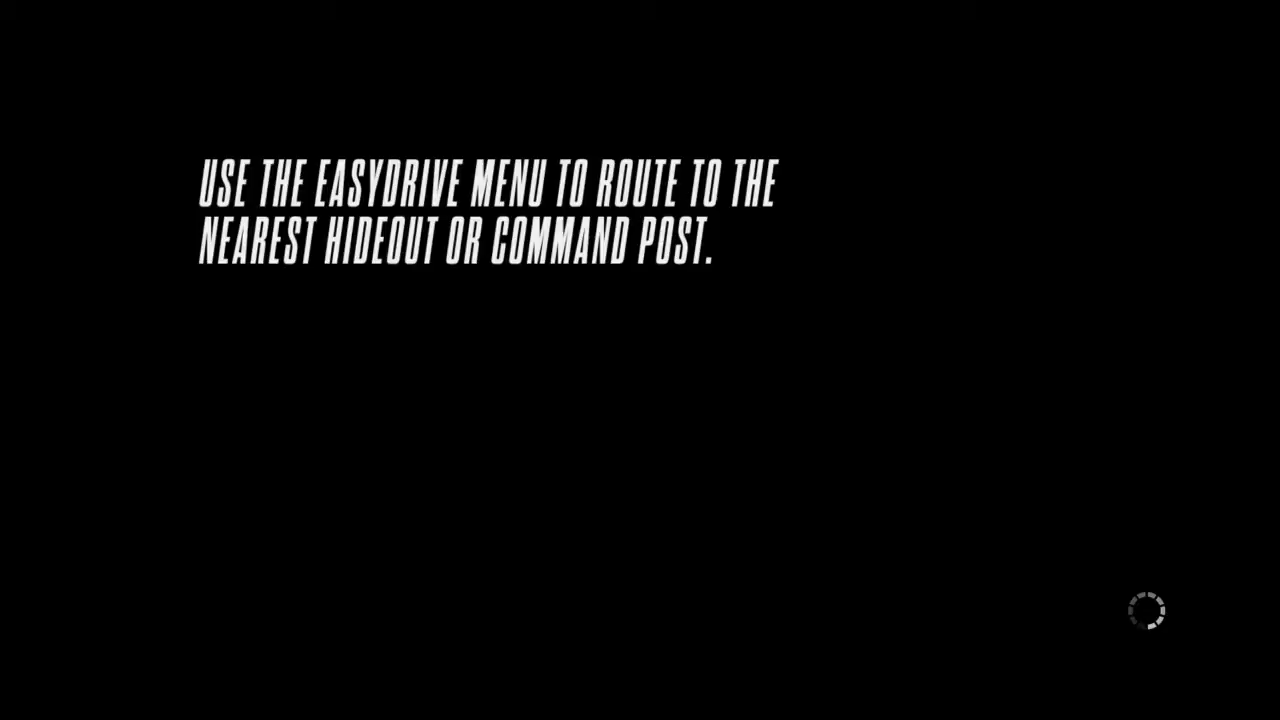 USE THE EASYDRIVE MENU TO ROUTE TO THE
NEAREST HIDEOUT OR COMMAND POST.